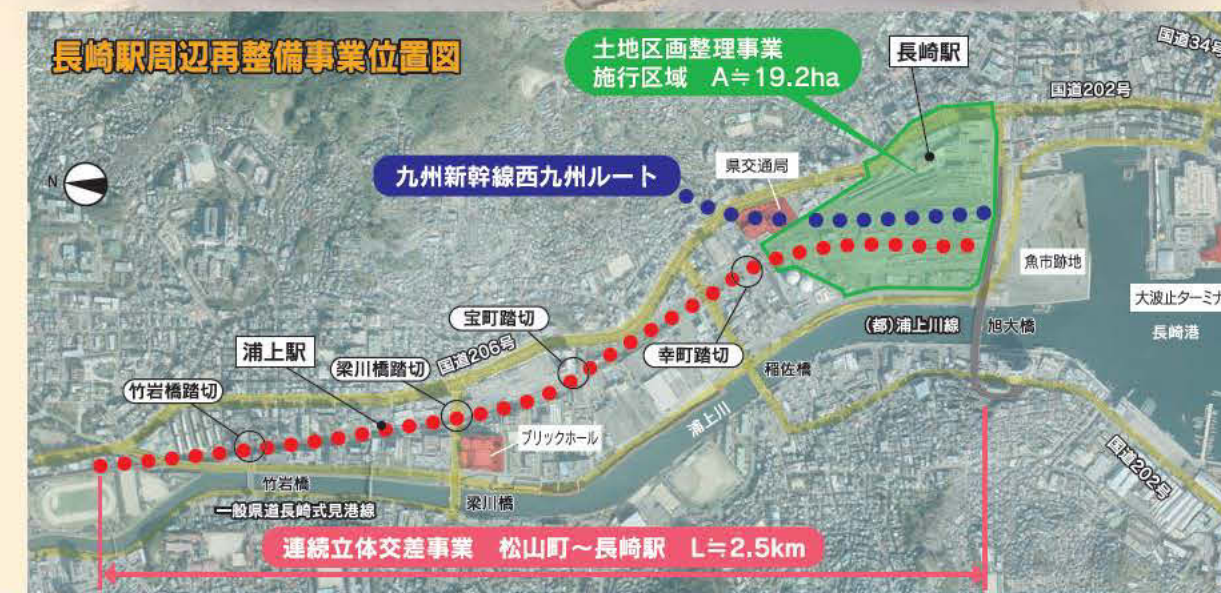 長崎駅周辺再整備事業位置図
土地区画整理事業
施行区域 A≒19.2ha
長崎駅
国道34号
国道202号
N
九州新幹線西九州ルート
県交通局
魚市跡地
大波止ターミナ
長崎港
宝町踏切
(都)浦上川線
旭大橋
浦上駅
梁川橋踏切
国道206号
幸町踏切
稲佐橋
竹岩橋踏切
ブリックホール
浦上川
国道202号
竹岩橋
梁川橋
一般県道長崎式見港線
連続立体交差事業 松山町～長崎駅 L≒2.5km